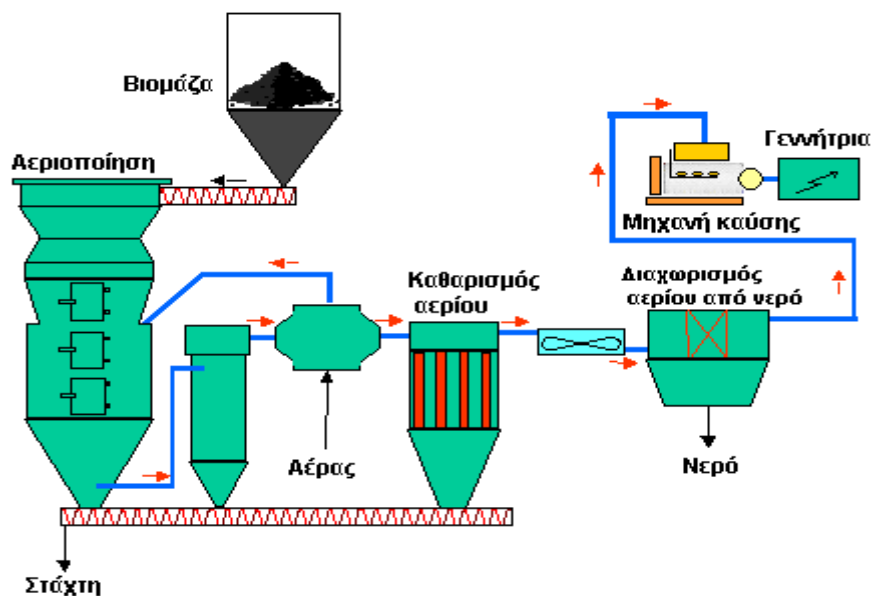 Βιομάζα
Αεριοποίηση
Γεννήτρια
Μηχανή καύσης
Καθαρισμός
αερίου
Διαχωρισμός
αερίου από νερό
Αέρας
Νερό
Στάχτη